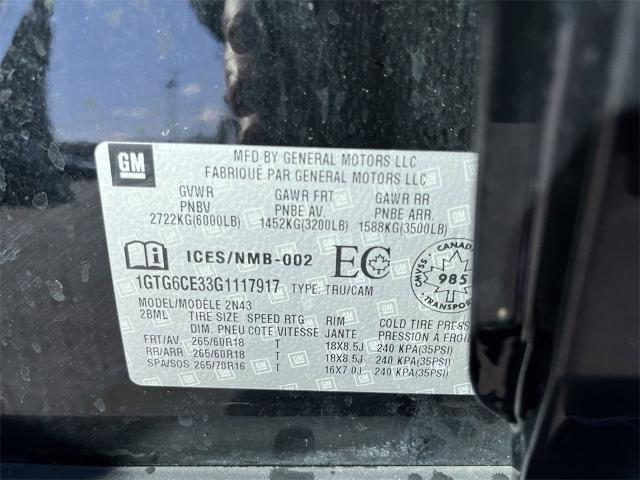 GM
MFD BY GENERAL MOTORS LLC
FABRIQUÉ PAR GENERAL MOTORS LLC
GVWR GAWR FRT GAWR RR
PNBV PNBE AV. PNBE ARR.
2722KG(6000LB) 1452KG(3200LB) 1588KG(3500LB)
ICES/NMB-002 EC
CANADA
CMVSS 985
TRANSPORT
1GTG6CE33G1117917 TYPE: TRU/CAM
MODEL/MODÈLE 2N43
2BML TIRE SIZE SPEED RTG RIM COLD TIRE PRESS
DIM. PNEU COTE VITESSE JANTE PRESSION À FROI
FRT/AV 265/60R18 T 18X8.5J 240 KPA(35PSI)
RR/ARR 265/60R18 T 18X8.5J 240 KPA(35PSI)
SPA/SOS 265/70R16 T 16X7.0J 240 KPA(35PSI)